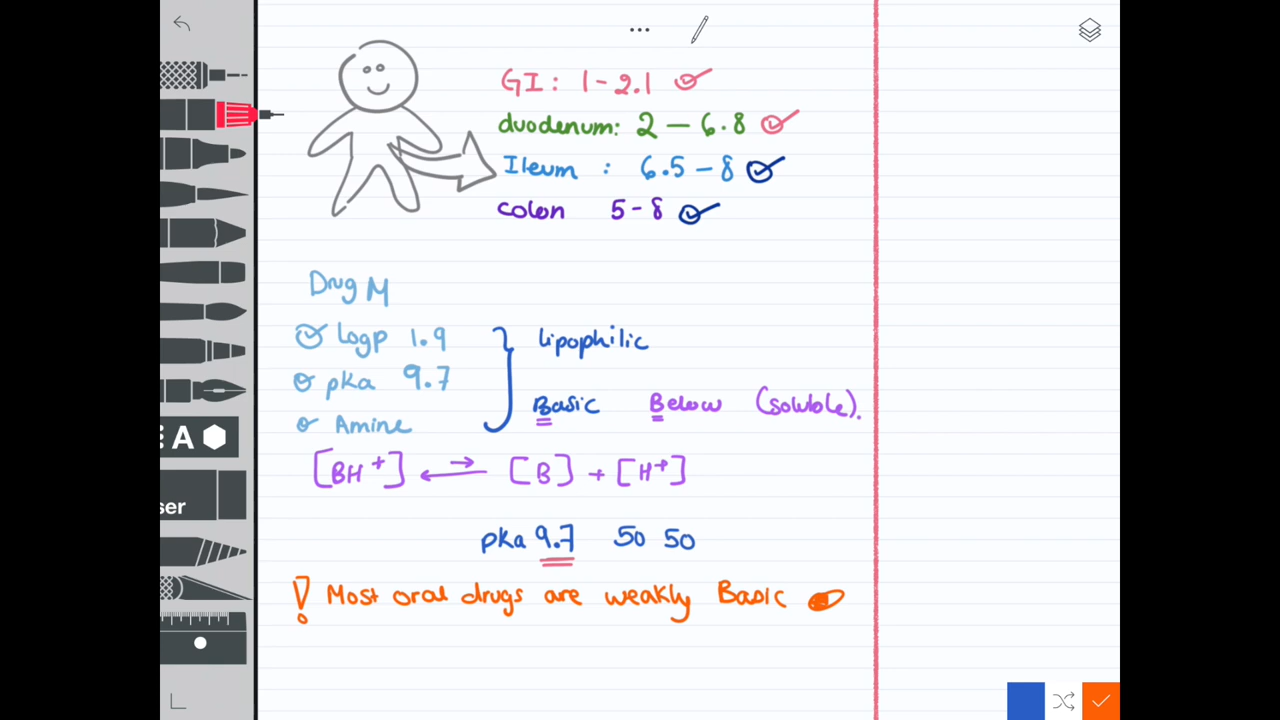 GI: 1 - 2.1
duodenum: 2 - 6.8
Ileum : 6.5 - 8
colon 5 - 8
Drug M
logp 1.9
lipophilic
pka 9.7
Basic Below (soluble).
Amine
[BH+] [B] + [H+]
pka 9.7 50 50
! Most oral drugs are weakly Basic
A
ser